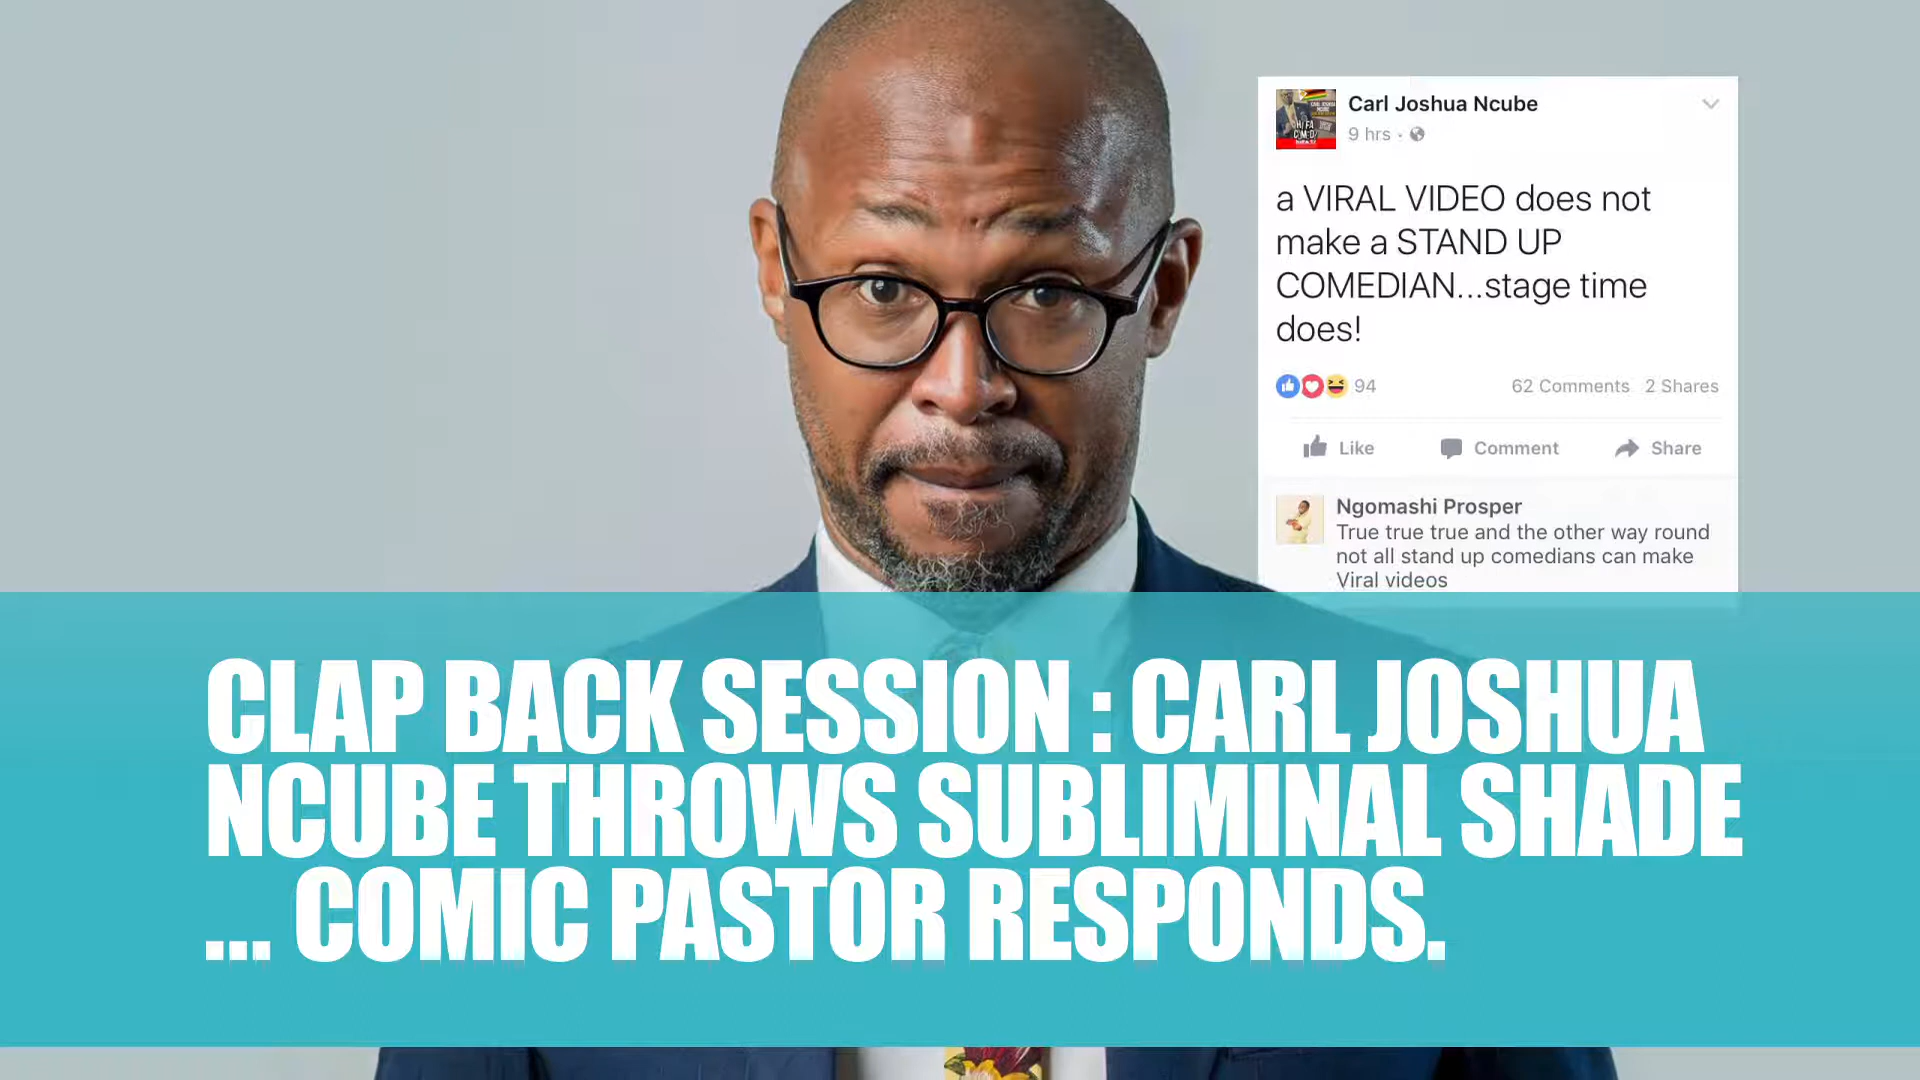 Carl Joshua Ncube
9 hrs ·
a VIRAL VIDEO does not
make a STAND UP
COMEDIAN...stage time
does!
94
62 Comments 2 Shares
Like Comment Share
Ngomashi Prosper
True true true and the other way round
not all stand up comedians can make
Viral videos
CLAP BACK SESSION : CARL JOSHUA
NCUBE THROWS SUBLIMINAL SHADE
... COMIC PASTOR RESPONDS.